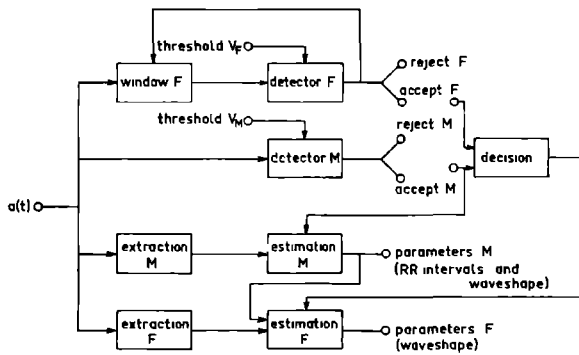 threshold V_F
reject F
window F
detector F
accept F
threshold V_M
reject M
detector M
decision
accept M
a(t)
extraction
M
estimation
M
parameters M
(RR intervals and
waveshape)
extraction
F
estimation
F
parameters F
(waveshape)